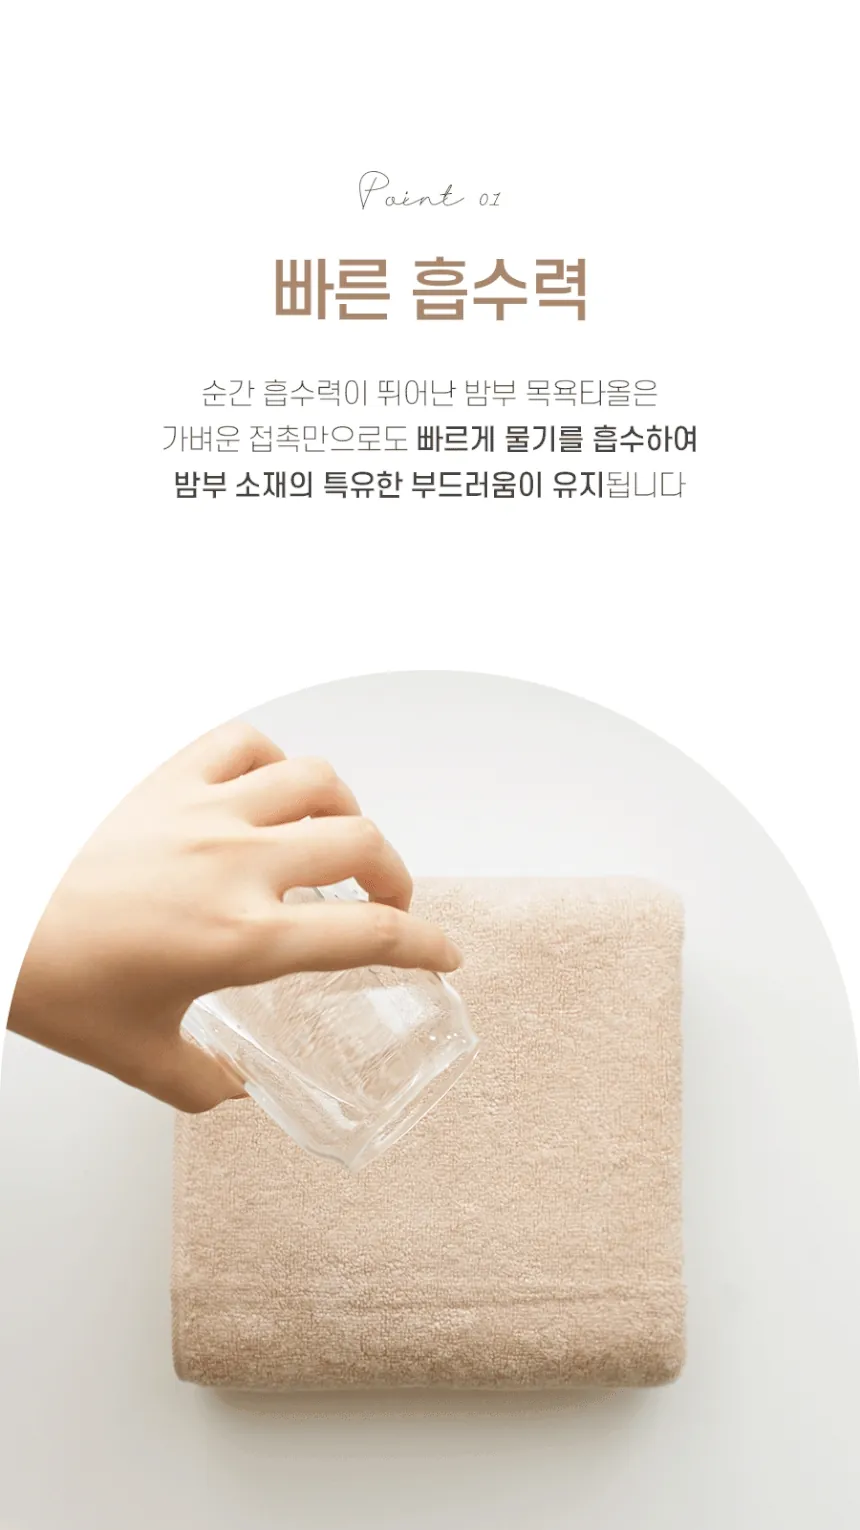 Point 01
빠른 흡수력
순간 흡수력이 뛰어난 밤부 목욕타올은
가벼운 접촉만으로도 빠르게 물기를 흡수하여
밤부 소재의 특유한 부드러움이 유지됩니다